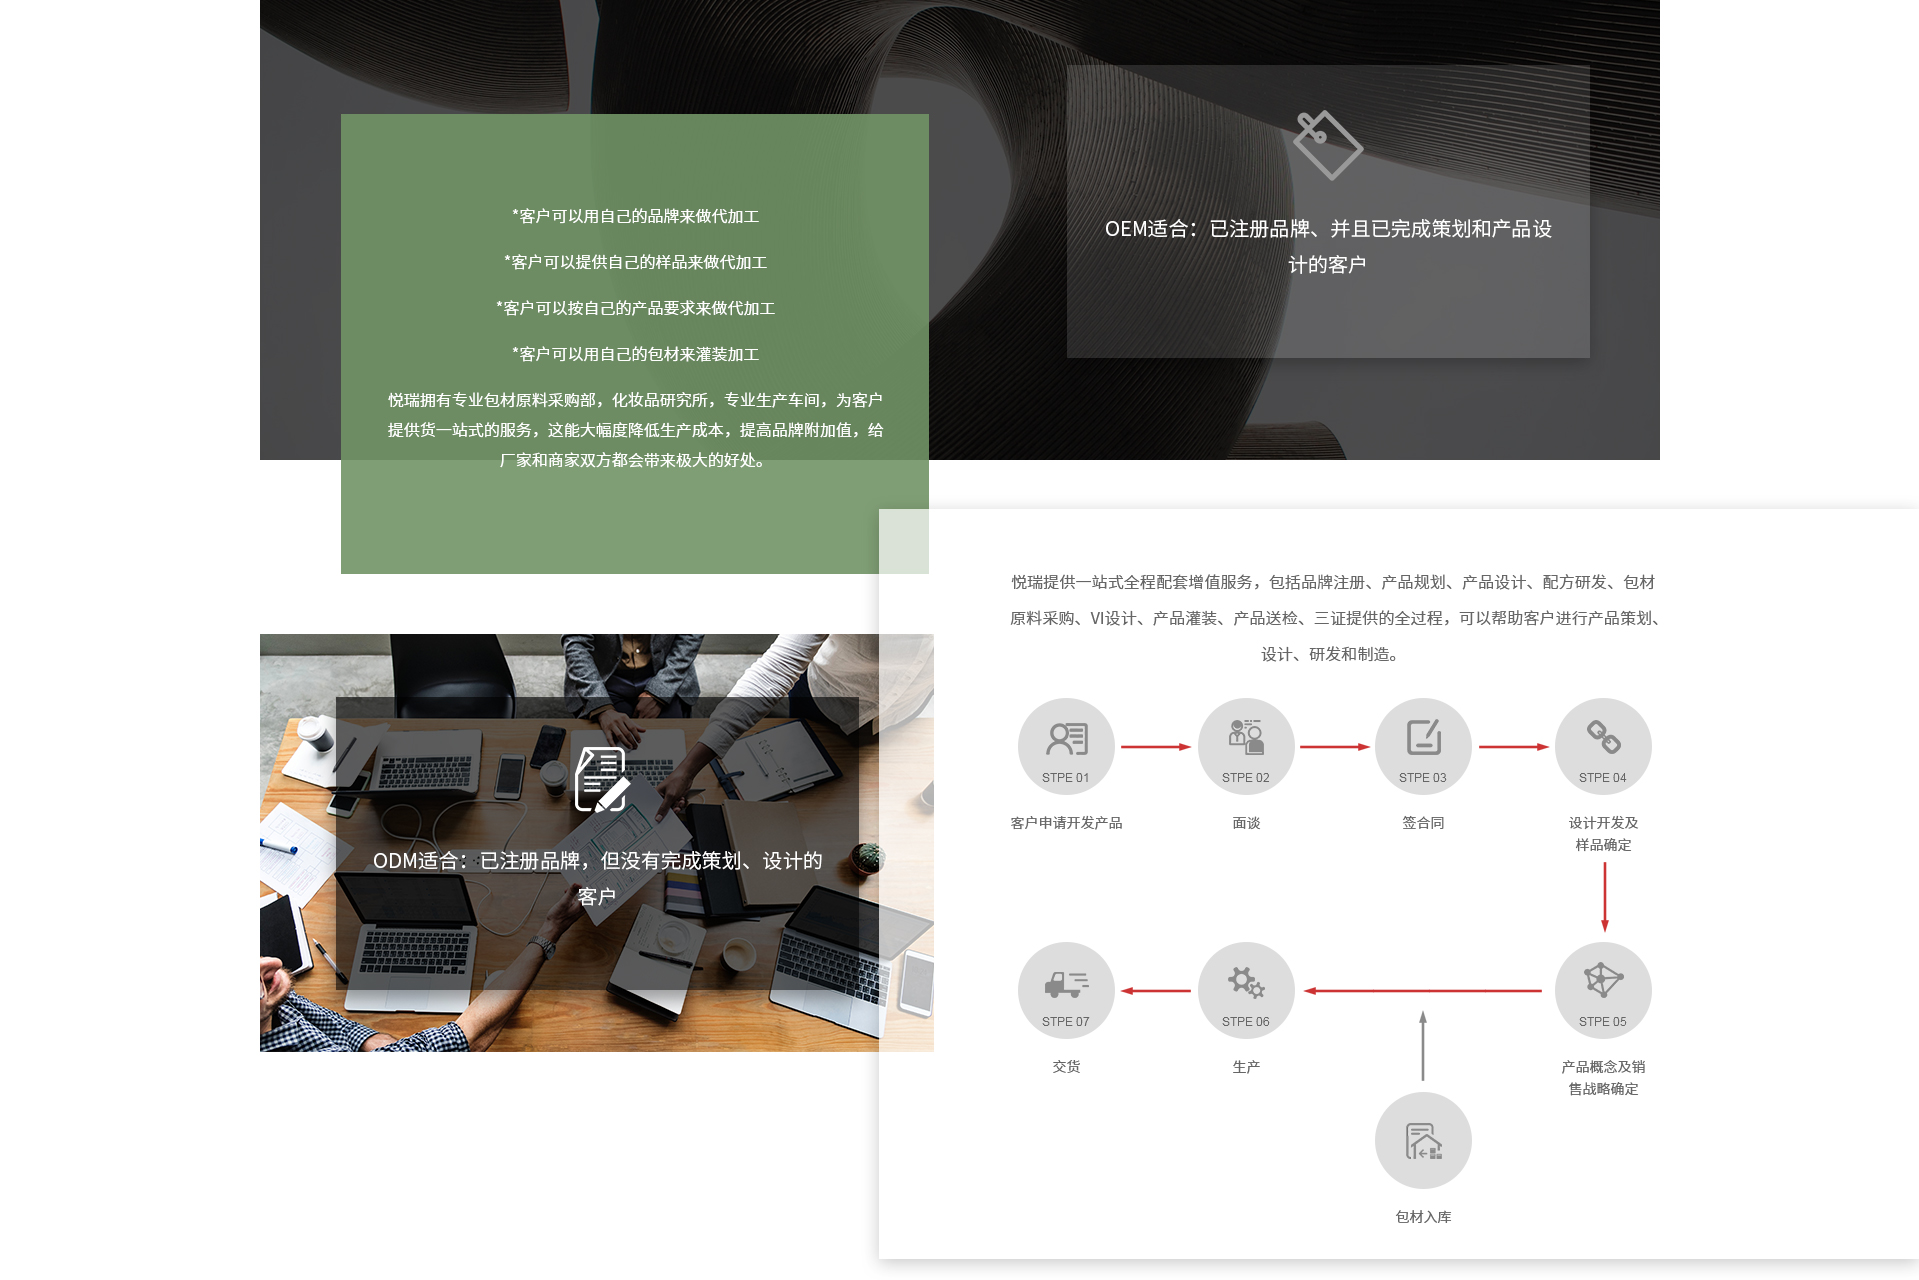 *客户可以用自己的品牌来做代加工
*客户可以提供自己的样品来做代加工
*客户可以按自己的产品要求来做代加工
*客户可以用自己的包材来灌装加工
悦瑞拥有专业包材原料采购部，化妆品研究所，专业生产车间，为客户
提供货一站式的服务，这能大幅度降低生产成本，提高品牌附加值，给
厂家和商家双方都会带来极大的好处。
OEM适合：已注册品牌、并且已完成策划和产品设
计的客户
ODM适合：已注册品牌，但没有完成策划、设计的
客户
悦瑞提供一站式全程配套增值服务，包括品牌注册、产品规划、产品设计、配方研发、包材
原料采购、VI设计、产品灌装、产品送检、三证提供的全过程，可以帮助客户进行产品策划、
设计、研发和制造。
STPE 01
客户申请开发产品
STPE 02
面谈
STPE 03
签合同
STPE 04
设计开发及
样品确定
STPE 05
产品概念及销
售战略确定
STPE 06
生产
STPE 07
交货
包材入库